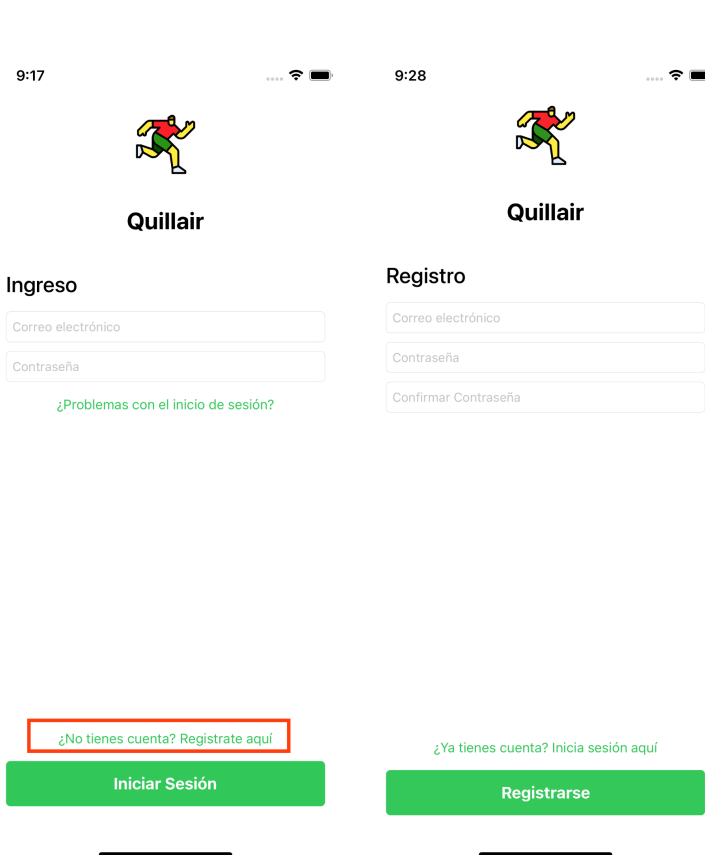 9:17
Quillair
Ingreso
Correo electrónico
Contraseña
¿Problemas con el inicio de sesión?
¿No tienes cuenta? Registrate aquí
Iniciar Sesión
9:28
Quillair
Registro
Correo electrónico
Contraseña
Confirmar Contraseña
¿Ya tienes cuenta? Inicia sesión aquí
Registrarse